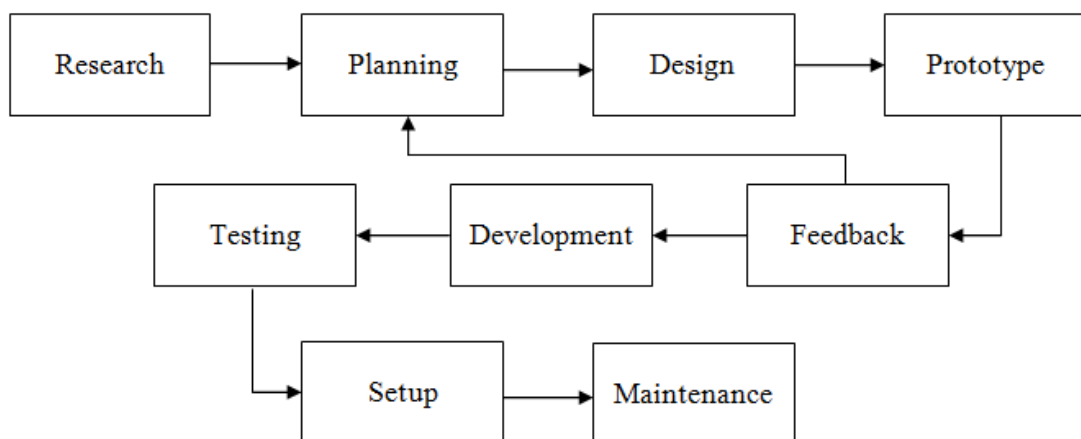 Research
Planning
Design
Prototype
Testing
Development
Feedback
Setup
Maintenance